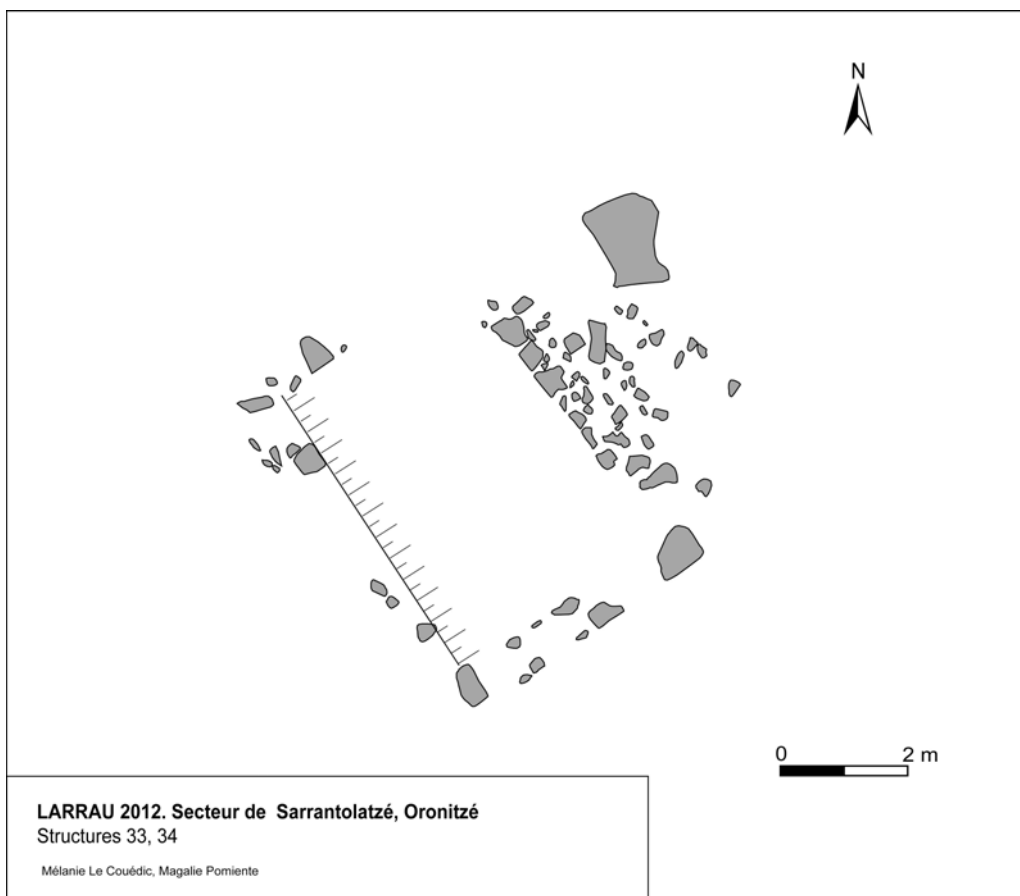 N
0 2 m
LARRAU 2012. Secteur de Sarrantolatzé, Oronitzé
Structures 33, 34
Mélanie Le Couédic, Magalie Pomiente